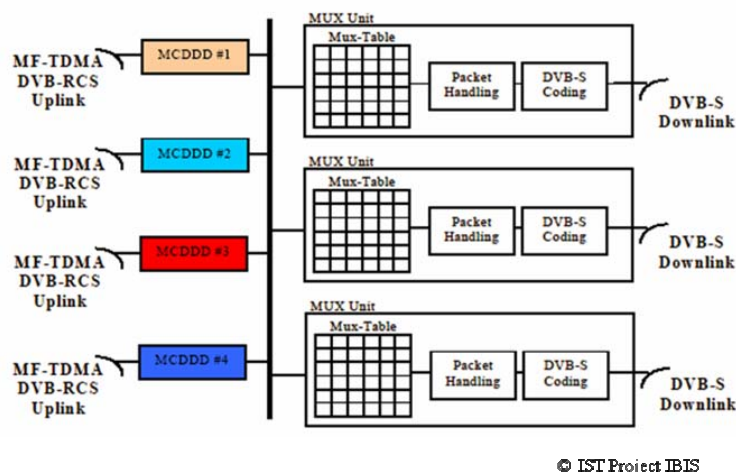 MF-TDMA
DVB-RCS
Uplink
MCDDD #1
MF-TDMA
DVB-RCS
Uplink
MCDDD #2
MF-TDMA
DVB-RCS
Uplink
MCDDD #3
MF-TDMA
DVB-RCS
Uplink
MCDDD #4
MUX Unit
Mux-Table
Packet
Handling
DVB-S
Coding
DVB-S
Downlink
MUX Unit
Mux-Table
Packet
Handling
DVB-S
Coding
DVB-S
Downlink
MUX Unit
Mux-Table
Packet
Handling
DVB-S
Coding
DVB-S
Downlink
© IST Project IBIS